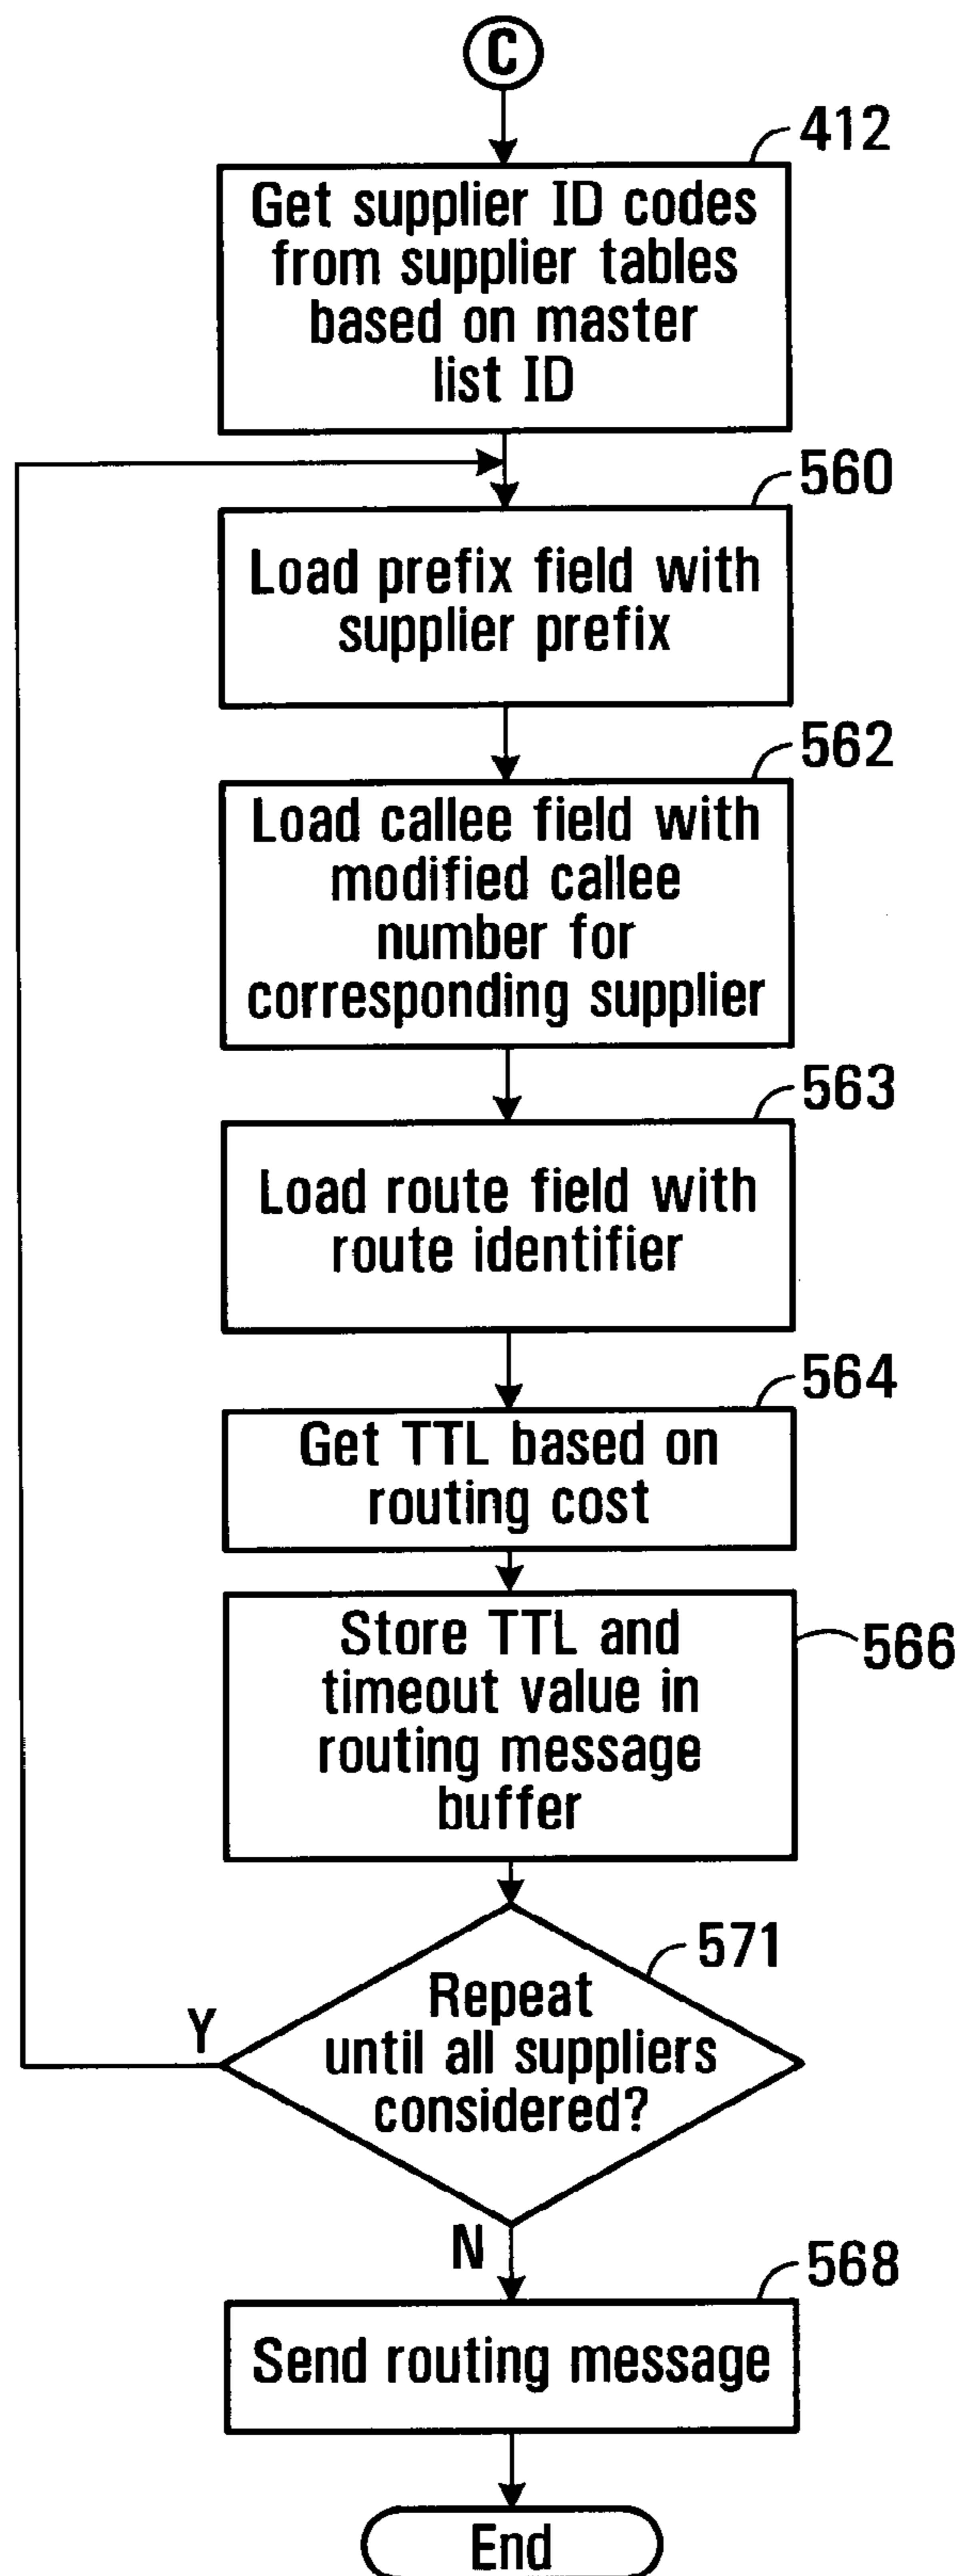 C
412
Get supplier ID codes
from supplier tables
based on master
list ID
560
Load prefix field with
supplier prefix
562
Load callee field with
modified callee
number for
corresponding supplier
563
Load route field with
route identifier
564
Get TTL based on
routing cost
566
Store TTL and
timeout value in
routing message
buffer
571
Repeat
until all suppliers
considered?
Y
N
568
Send routing message
End